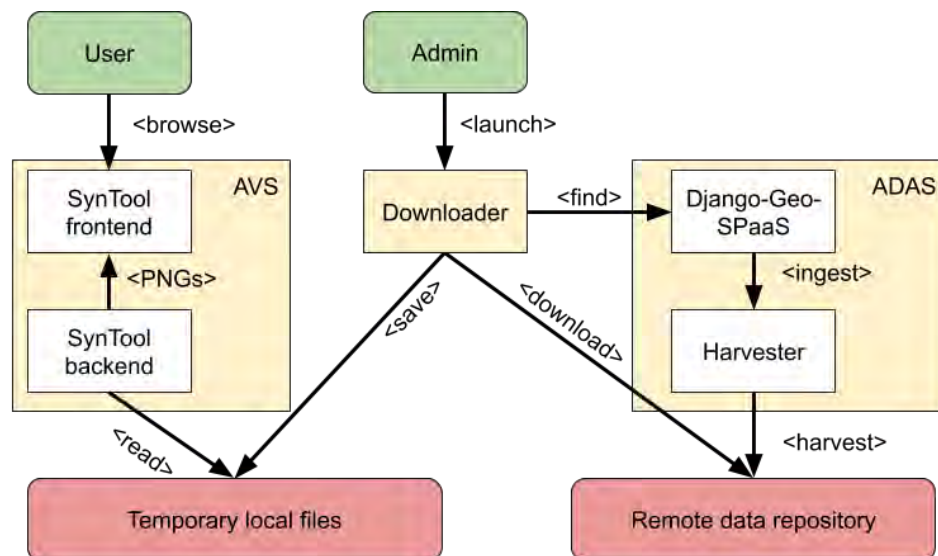 User
Admin
<browse>
<launch>
AVS
SynTool
frontend
Downloader
<find>
ADAS
Django-Geo-
SPaaS
<PNGs>
<save>
<download>
<ingest>
SynTool
backend
Harvester
<read>
<harvest>
Temporary local files
Remote data repository